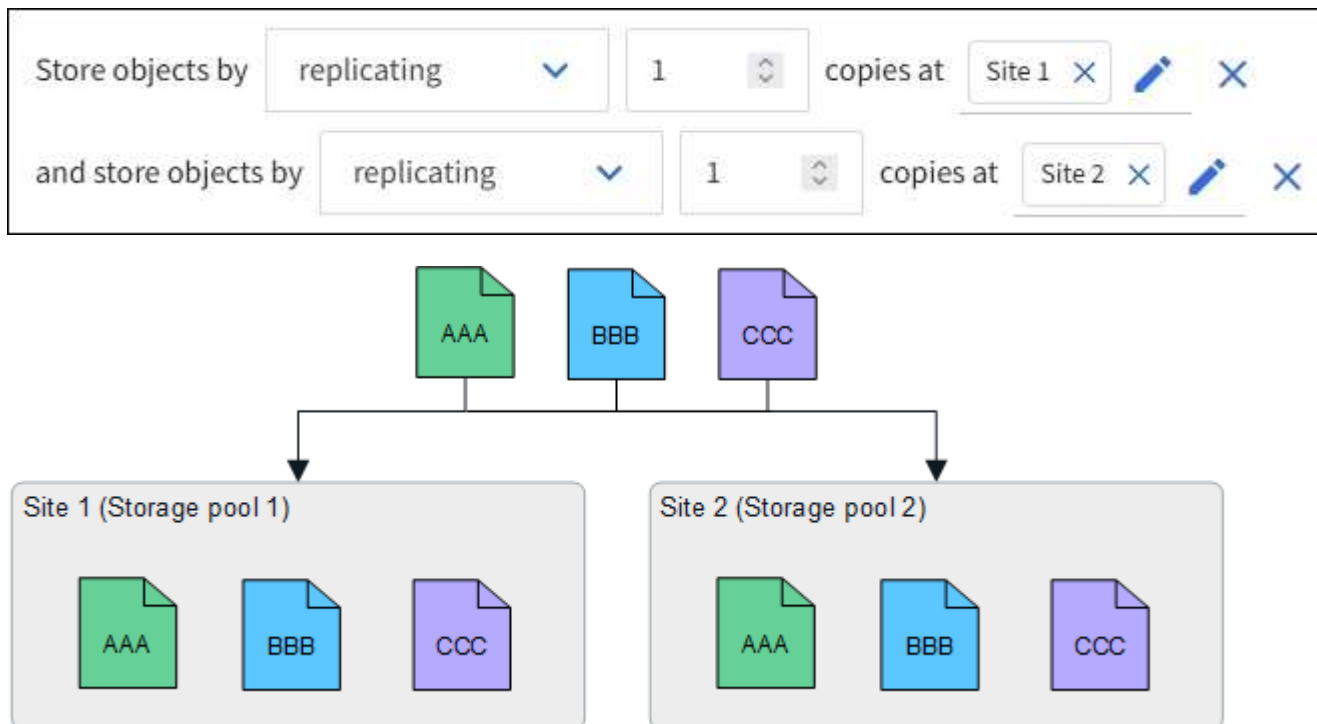 Store objects by replicating 1 copies at Site 1
and store objects by replicating 1 copies at Site 2
AAA BBB CCC
Site 1 (Storage pool 1)
Site 2 (Storage pool 2)
AAA BBB CCC
AAA BBB CCC